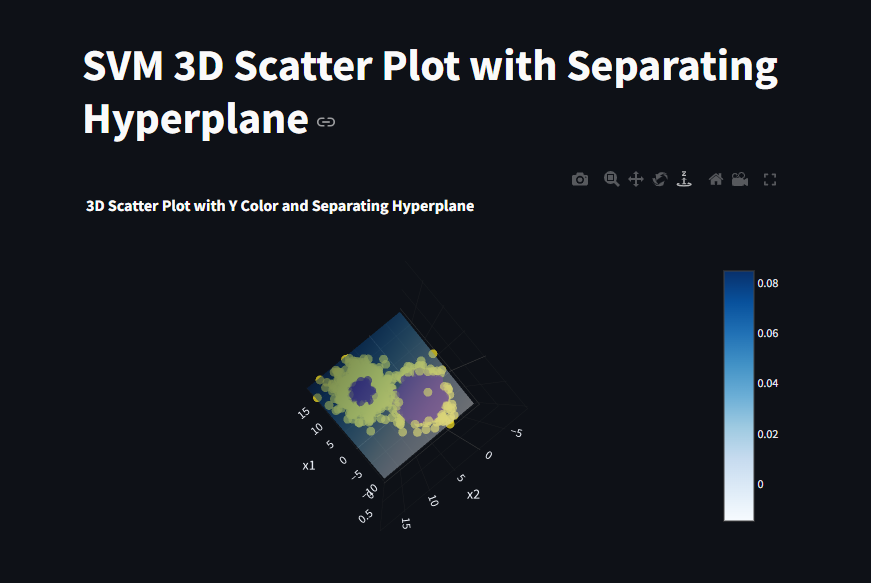 SVM 3D Scatter Plot with Separating
Hyperplane
z
3D Scatter Plot with Y Color and Separating Hyperplane
0.08
0.06
0.04
0.02
0
15
10
5
0
−5
−10
x1
0.5
15
10
5
0
−5
x2